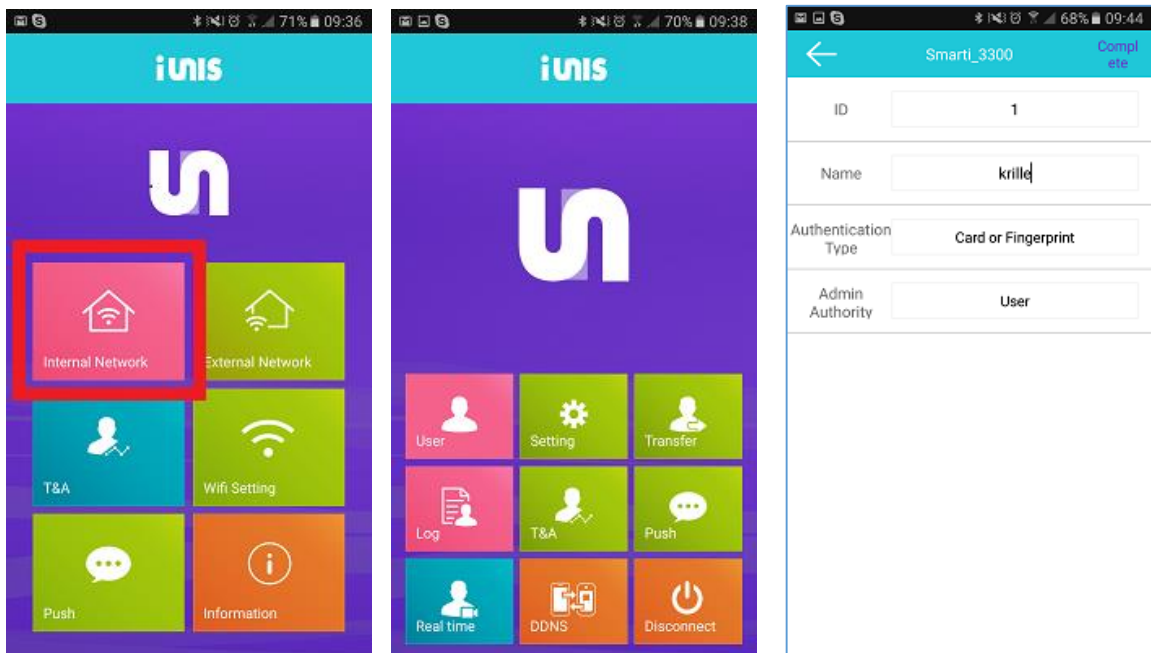 71% 09:36
iUNIS
un
Internal Network
External Network
T&A
Wifi Setting
Push
Information
70% 09:38
iUNIS
un
User
Setting
Transfer
Log
T&A
Push
Real time
DDNS
Disconnect
68% 09:44
Smarti_3300
Compl
ete
ID
1
Name
krille
Authentication
Type
Card or Fingerprint
Admin
Authority
User